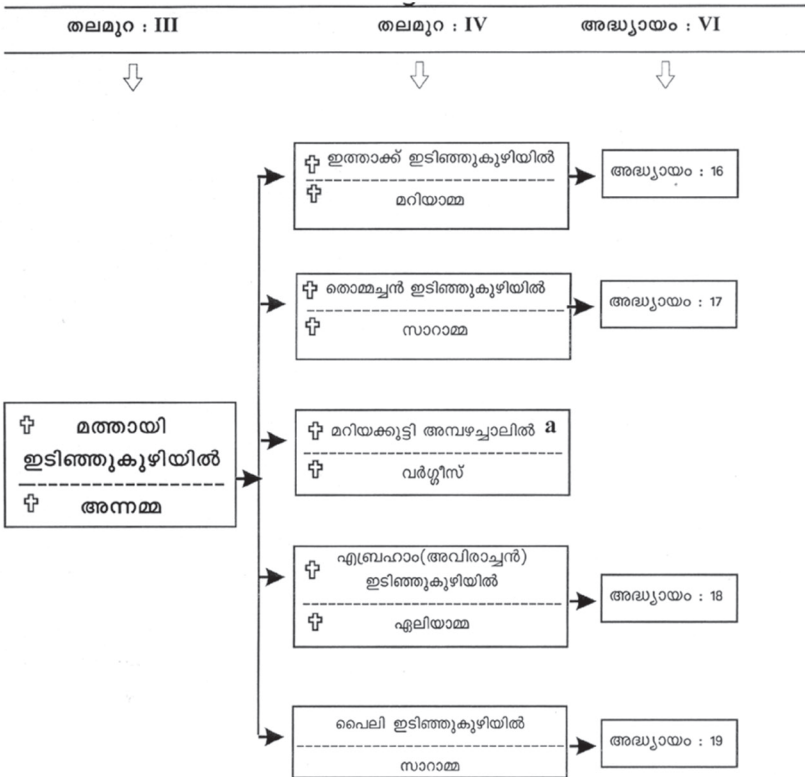 തലമുറ : III തലമുറ : IV അദ്ധ്യായം : VI
✞ ഇത്താക്ക് ഇടിഞ്ഞുകുഴിയിൽ
✞ മറിയാമ്മ
അദ്ധ്യായം : 16
✞ തൊമ്മച്ചൻ ഇടിഞ്ഞുകുഴിയിൽ
✞ സാറാമ്മ
അദ്ധ്യായം : 17
✞ മത്തായി
ഇടിഞ്ഞുകുഴിയിൽ
✞ അന്നമ്മ
✞ മറിയക്കുട്ടി അമ്പഴച്ചാലിൽ a
✞ വർഗ്ഗീസ്
✞ എബ്രഹാം(അവിരാച്ചൻ)
ഇടിഞ്ഞുകുഴിയിൽ
✞ ഏലിയാമ്മ
അദ്ധ്യായം : 18
പൈലി ഇടിഞ്ഞുകുഴിയിൽ
സാറാമ്മ
അദ്ധ്യായം : 19